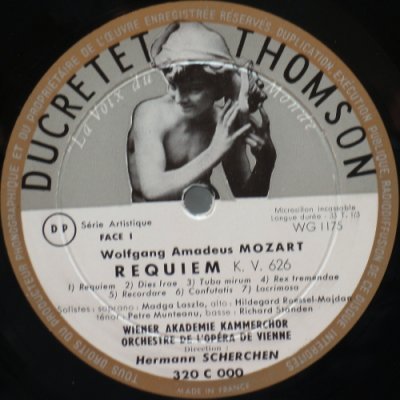 TOUS DROITS DU PRODUCTEUR PHONOGRAPHIQUE ET DU PROPRIÉTAIRE DE L'ŒUVRE ENREGISTRÉE RÉSERVÉS. DUPLICATION EXÉCUTION PUBLIQUE, RADIODIFFUSION DE CE DISQUE INTERDITES
DUCRETET THOMSON
La Voix du Monde
DP
Série Artistique
FACE 1
Microsillon Incassable
Longue durée - 33 T. 1/3
WG 1175
Wolfgang Amadeus MOZART
REQUIEM K. V. 626
1) Requiem 2) Dies Irae 3) Tuba mirum 4) Rex tremendae
5) Recordare 6) Confutatis 7) Lacrimosa
Solistes: soprano: Magda Laszlo, alto: Hildegard Roessel-Majdan
ténor: Petre Munteanu, basse: Richard Standen
WIENER AKADEMIE KAMMERCHOR
ORCHESTRE DE L'OPÉRA DE VIENNE
Direction:
Hermann SCHERCHEN
320 C 000
MADE IN FRANCE